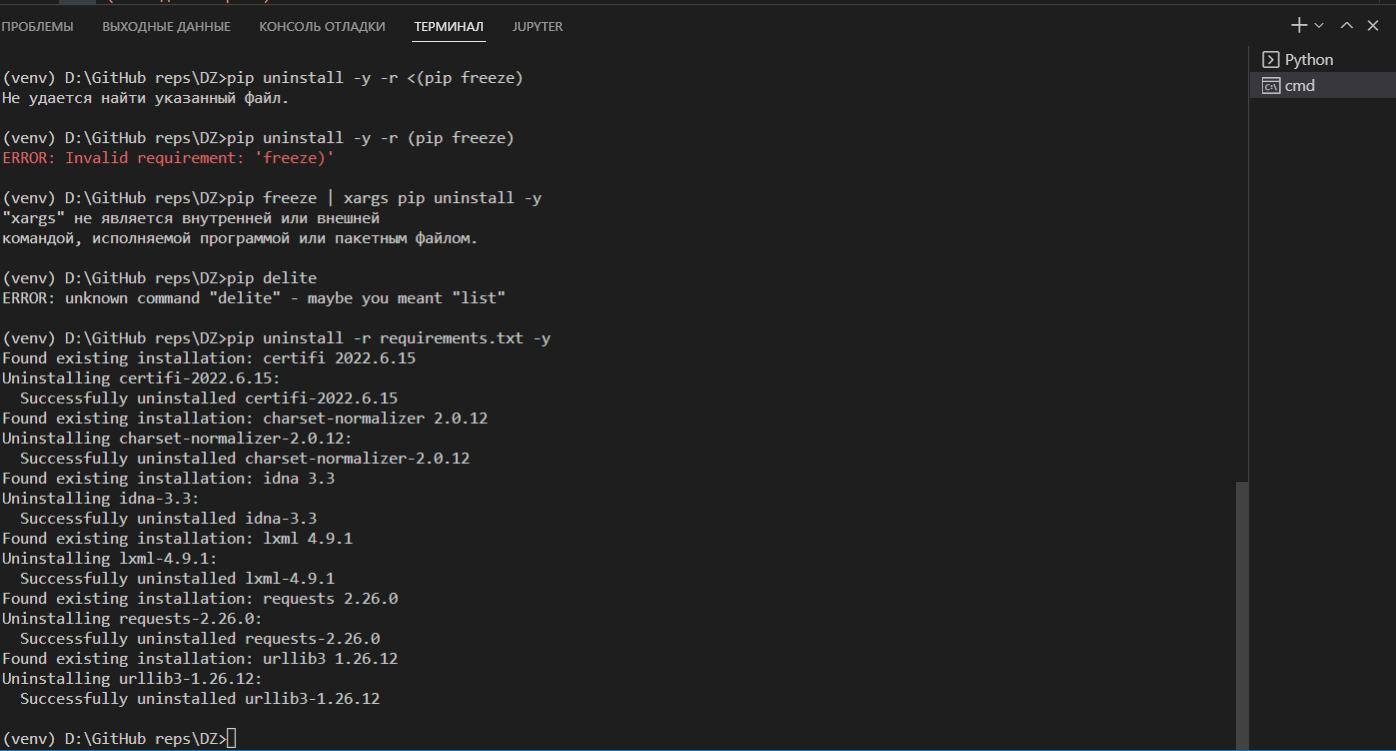 ПРОБЛЕМЫ ВЫХОДНЫЕ ДАННЫЕ КОНСОЛЬ ОТЛАДКИ ТЕРМИНАЛ JUPYTER
Python
cmd
(venv) D:\GitHub reps\DZ>pip uninstall -y -r <(pip freeze)
Не удается найти указанный файл.
(venv) D:\GitHub reps\DZ>pip uninstall -y -r (pip freeze)
ERROR: Invalid requirement: 'freeze)'
(venv) D:\GitHub reps\DZ>pip freeze | xargs pip uninstall -y
"xargs" не является внутренней или внешней
командой, исполняемой программой или пакетным файлом.
(venv) D:\GitHub reps\DZ>pip delite
ERROR: unknown command "delite" - maybe you meant "list"
(venv) D:\GitHub reps\DZ>pip uninstall -r requirements.txt -y
Found existing installation: certifi 2022.6.15
Uninstalling certifi-2022.6.15:
  Successfully uninstalled certifi-2022.6.15
Found existing installation: charset-normalizer 2.0.12
Uninstalling charset-normalizer-2.0.12:
  Successfully uninstalled charset-normalizer-2.0.12
Found existing installation: idna 3.3
Uninstalling idna-3.3:
  Successfully uninstalled idna-3.3
Found existing installation: lxml 4.9.1
Uninstalling lxml-4.9.1:
  Successfully uninstalled lxml-4.9.1
Found existing installation: requests 2.26.0
Uninstalling requests-2.26.0:
  Successfully uninstalled requests-2.26.0
Found existing installation: urllib3 1.26.12
Uninstalling urllib3-1.26.12:
  Successfully uninstalled urllib3-1.26.12
(venv) D:\GitHub reps\DZ>